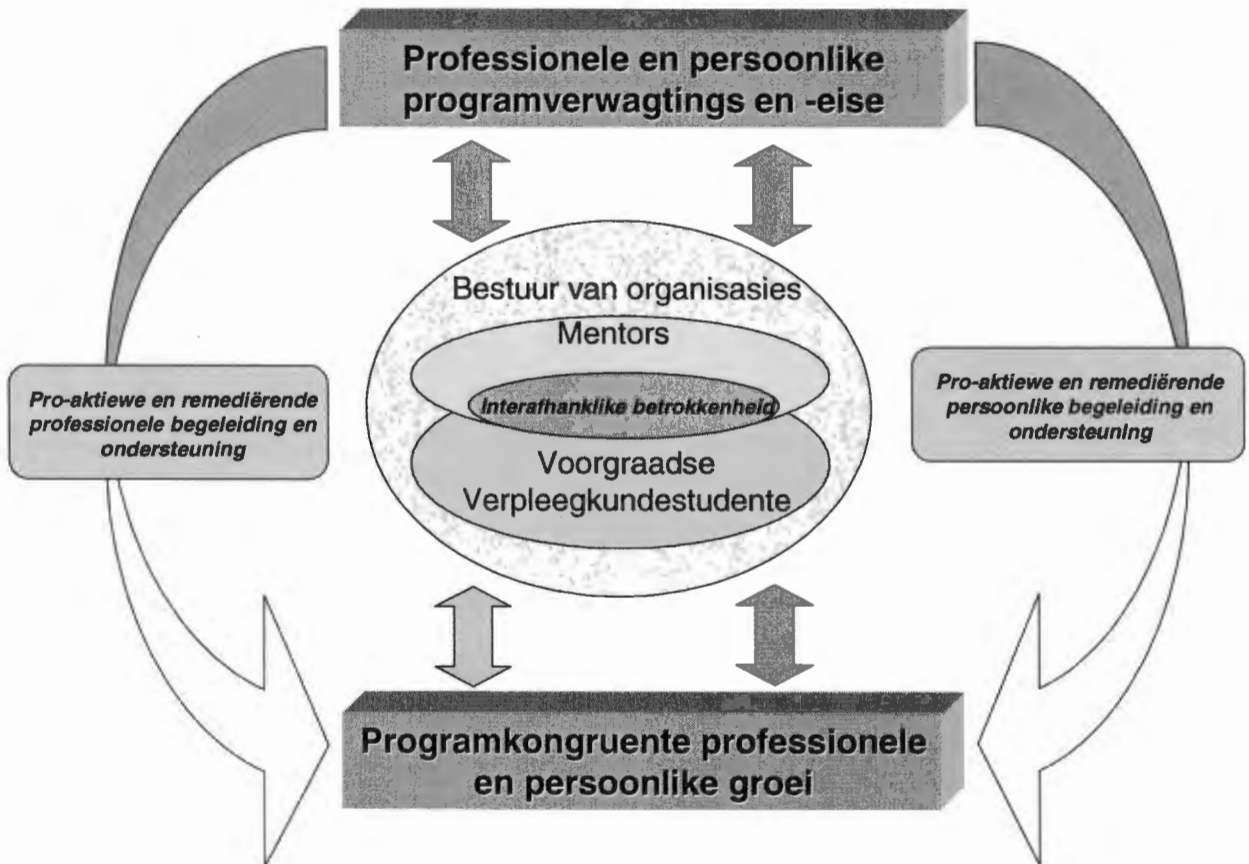 Professionele en persoonlike
programverwagtings en -eise
Bestuur van organisasies
Mentors
Interafhanklike betrokkenheid
Voorgraadse
Verpleegkundestudente
Pro-aktiewe en remediërende
professionele begeleiding en
ondersteuning
Pro-aktiewe en remediërende
persoonlike begeleiding en
ondersteuning
Programkongruente professionele
en persoonlike groei